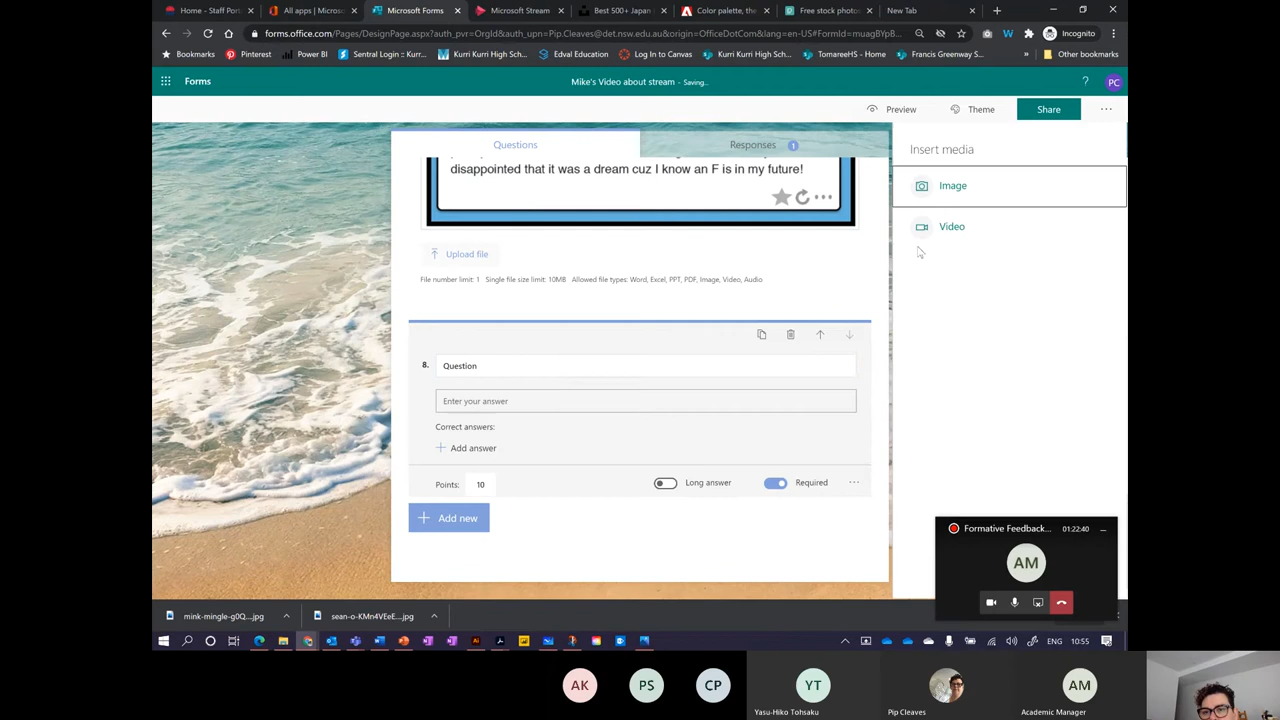 Home - Staff Port
All apps | Microso
Microsoft Forms
Microsoft Stream
Best 500+ Japan
Color palette, the
Free stock photo
New Tab
forms.office.com/Pages/DesignPage.aspx?auth_pvr=OrgId&auth_upn=Pip.Cleaves@det.nsw.edu.au&origin=OfficeDotCom&lang=en-US#FormId=muagBYpB...
Incognito
Bookmarks
Pinterest
Power BI
Sentral Login :: Kurr...
Kurri Kurri High Sch...
Edval Education
Log In to Canvas
Kurri Kurri High Sch...
TomareeHS - Home
Francis Greenway S...
Other bookmarks
Forms
Mike's Video about stream - Saving...
?
PC
Preview
Theme
Share
Questions
Responses 1
disappointed that it was a dream cuz I know an F is in my future!
Upload file
File number limit: 1 Single file size limit: 10MB Allowed file types: Word, Excel, PPT, PDF, Image, Video, Audio
8. Question
Enter your answer
Correct answers:
Add answer
Points: 10
Long answer
Required
Add new
Insert media
Image
Video
Formative Feedback...
01:22:40
AM
mink-mingle-g0Q....jpg
sean-o-KMn4VEeE....jpg
ENG
10:55
AK
PS
CP
YT
AM
Yasu-Hiko Tohsaku
Pip Cleaves
Academic Manager